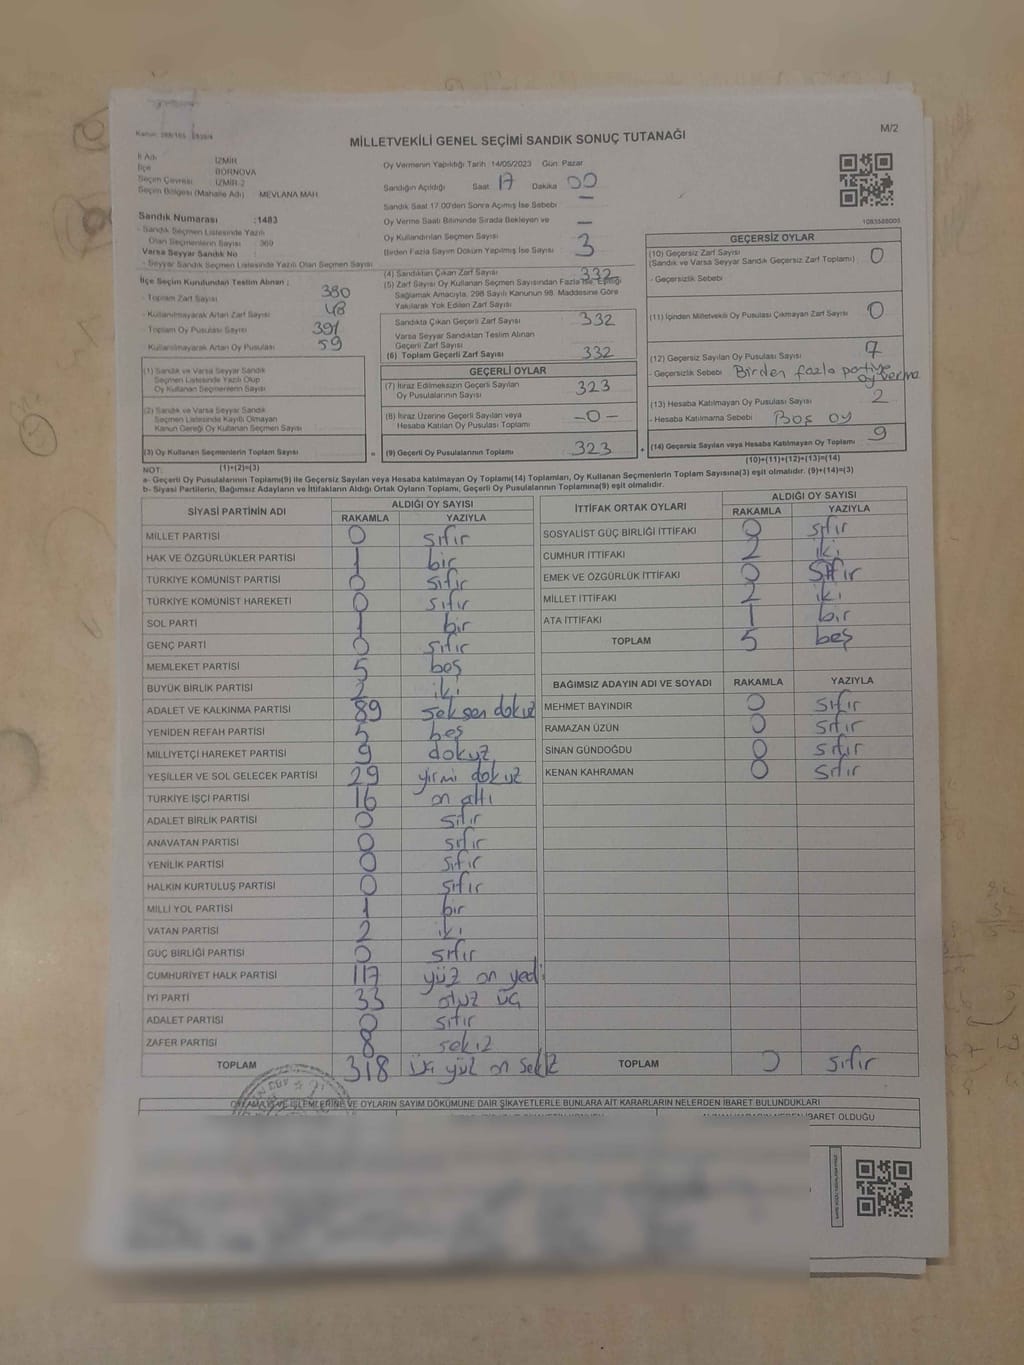 MİLLETVEKİLİ GENEL SEÇİMİ SANDIK SONUÇ TUTANAĞI
M/2
İl Adı İZMİR
İlçe BORNOVA
Seçim Çevresi İZMİR-2
Seçim Bölgesi (Mahalle Adı) MEVLANA MAH
Sandık Numarası :1483
- Sandık Seçmen Listesinde Yazılı
Olan Seçmenlerin Sayısı : 369
Varsa Seyyar Sandık No
- Seyyar Sandık Seçmen Listesinde Yazılı Olan Seçmen Sayısı
İlçe Seçim Kurulundan Teslim Alınan ;
- Toplam Zarf Sayısı 380
- Kullanılmayarak Artan Zarf Sayısı 48
- Toplam Oy Pusulası Sayısı 391
Kullanılmayarak Artan Oy Pusulası 59
(1) Sandık ve Varsa Seyyar Sandık
Seçmen Listesinde Yazılı Olup
Oy Kullanan Seçmenlerin Sayısı
(2) Sandık ve Varsa Seyyar Sandık
Seçmen Listesinde Kayıtlı Olmayan
Kanun Gereği Oy Kullanan Seçmen Sayısı
(3) Oy Kullanan Seçmenlerin Toplam Sayısı =
(1)+(2)=(3)
Oy Vermenin Yapıldığı Tarih :14/05/2023 Gün Pazar
Sandığın Açıldığı Saat 17 Dakika 00
Sandık Saat 17.00'den Sonra Açılmış İse Sebebi —
Oy Verme Saati Bitiminde Sırada Bekleyen ve
Oy Kullandırılan Seçmen Sayısı —
Birden Fazla Sayım Döküm Yapılmış İse Sayısı 3
(4) Sandıktan Çıkan Zarf Sayısı 332
(5) Zarf Sayısı Oy Kullanan Seçmen Sayısından Fazla İse, Eşitliği
Sağlamak Amacıyla, 298 Sayılı Kanunun 98. Maddesine Göre
Yakılarak Yok Edilen Zarf Sayısı
Sandıkta Çıkan Geçerli Zarf Sayısı 332
Varsa Seyyar Sandıktan Teslim Alınan
Geçerli Zarf Sayısı
(6) Toplam Geçerli Zarf Sayısı 332
GEÇERLİ OYLAR
(7) İtiraz Edilmeksizin Geçerli Sayılan
Oy Pusulalarının Sayısı 323
(8) İtiraz Üzerine Geçerli Sayılan veya
Hesaba Katılan Oy Pusulası Toplamı -0-
(9) Geçerli Oy Pusulalarının Toplamı 323 +
1083588005
GEÇERSİZ OYLAR
(10) Geçersiz Zarf Sayısı
(Sandık ve Varsa Seyyar Sandık Geçersiz Zarf Toplamı) 0
- Geçersizlik Sebebi
(11) İçinden Milletvekili Oy Pusulası Çıkmayan Zarf Sayısı 0
(12) Geçersiz Sayılan Oy Pusulası Sayısı 7
- Geçersizlik Sebebi Birden fazla partiye
oy verme
(13) Hesaba Katılmayan Oy Pusulası Sayısı 2
- Hesaba Katılmama Sebebi Boş oy
(14) Geçersiz Sayılan veya Hesaba Katılmayan Oy Toplamı 9
(10)+(11)+(12)+(13)=(14)
NOT:
a- Geçerli Oy Pusulalarının Toplamı(9) ile Geçersiz Sayılan veya Hesaba katılmayan Oy Toplamı(14) Toplamları, Oy Kullanan Seçmenlerin Toplam Sayısına(3) eşit olmalıdır. (9)+(14)=(3)
b- Siyasi Partilerin, Bağımsız Adayların ve İttifakların Aldığı Ortak Oyların Toplamı, Geçerli Oy Pusulalarının Toplamına(9) eşit olmalıdır.
SİYASİ PARTİNİN ADI ALDIĞI OY SAYISI
RAKAMLA YAZIYLA
MİLLET PARTİSİ 0 sıfır
HAK VE ÖZGÜRLÜKLER PARTİSİ 1 bir
TÜRKİYE KOMÜNİST PARTİSİ 0 sıfır
TÜRKİYE KOMÜNİST HAREKETİ 0 sıfır
SOL PARTİ 1 bir
GENÇ PARTİ 0 sıfır
MEMLEKET PARTİSİ 5 beş
BÜYÜK BİRLİK PARTİSİ 2 iki
ADALET VE KALKINMA PARTİSİ 89 seksen dokuz
YENİDEN REFAH PARTİSİ 5 beş
MİLLİYETÇİ HAREKET PARTİSİ 9 dokuz
YEŞİLLER VE SOL GELECEK PARTİSİ 29 yirmi dokuz
TÜRKİYE İŞÇİ PARTİSİ 16 on altı
ADALET BİRLİK PARTİSİ 0 sıfır
ANAVATAN PARTİSİ 0 sıfır
YENİLİK PARTİSİ 0 sıfır
HALKIN KURTULUŞ PARTİSİ 0 sıfır
MİLLİ YOL PARTİSİ 1 bir
VATAN PARTİSİ 2 iki
GÜÇ BİRLİĞİ PARTİSİ 0 sıfır
CUMHURİYET HALK PARTİSİ 117 yüz on yedi
İYİ PARTİ 33 otuz üç
ADALET PARTİSİ 0 sıfır
ZAFER PARTİSİ 8 sekiz
TOPLAM 318 üç yüz on sekiz
İTTİFAK ORTAK OYLARI ALDIĞI OY SAYISI
RAKAMLA YAZIYLA
SOSYALİST GÜÇ BİRLİĞİ İTTİFAKI 0 sıfır
CUMHUR İTTİFAKI 2 iki
EMEK VE ÖZGÜRLÜK İTTİFAKI 0 sıfır
MİLLET İTTİFAKI 2 iki
ATA İTTİFAKI 1 bir
TOPLAM 5 beş
BAĞIMSIZ ADAYIN ADI VE SOYADI RAKAMLA YAZIYLA
MEHMET BAYINDIR 0 sıfır
RAMAZAN ÜZÜN 0 sıfır
SİNAN GÜNDOĞDU 0 sıfır
KENAN KAHRAMAN 0 sıfır
TOPLAM 0 sıfır
VE İŞLEMLERİNE VE OYLARIN SAYIM DÖKÜMÜNE DAİR ŞİKAYETLERLE BUNLARA AİT KARARLARIN NELERDEN İBARET BULUNDUKLARI
İBARET OLDUĞU